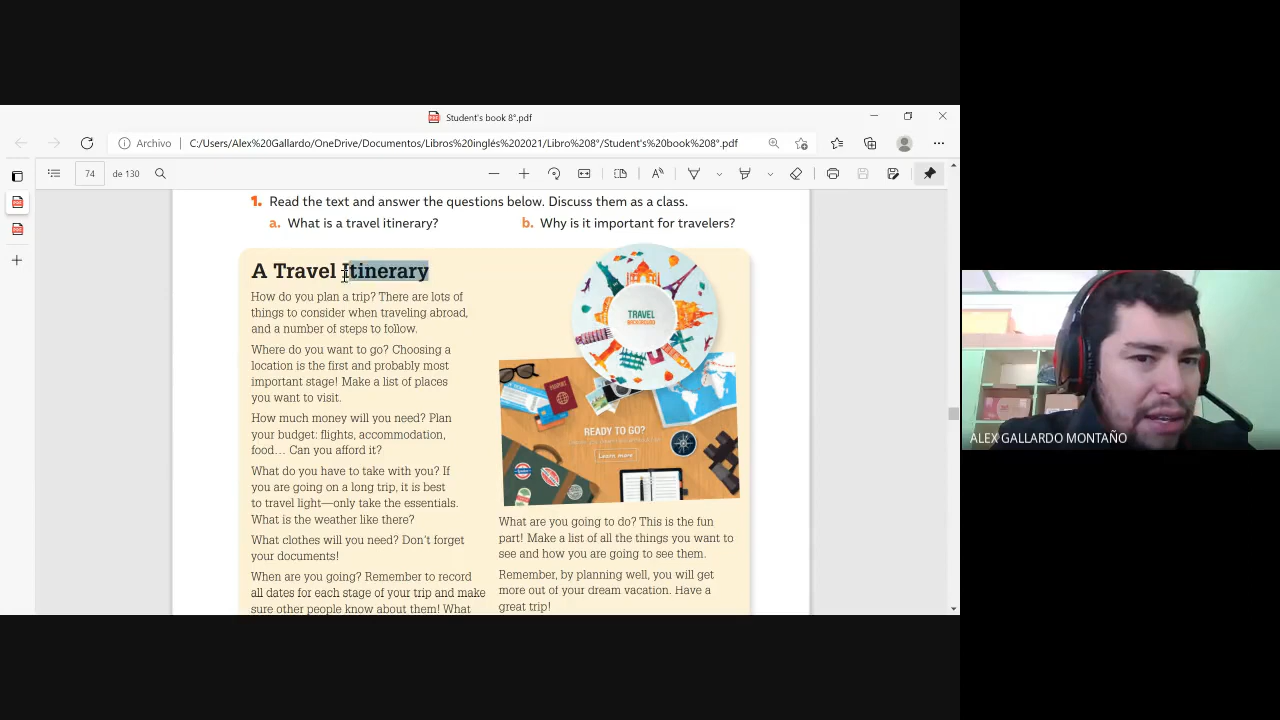 Student's book 8°.pdf
Archivo
C:/Users/Alex%20Gallardo/OneDrive/Documentos/Libros%20inglés%202021/Libro%208°/Student's%20book%208°.pdf
74
de 130
1. Read the text and answer the questions below. Discuss them as a class.
a. What is a travel itinerary?
b. Why is it important for travelers?
A Travel Itinerary
How do you plan a trip? There are lots of
things to consider when traveling abroad,
and a number of steps to follow.
Where do you want to go? Choosing a
location is the first and probably most
important stage! Make a list of places
you want to visit.
How much money will you need? Plan
your budget: flights, accommodation,
food… Can you afford it?
What do you have to take with you? If
you are going on a long trip, it is best
to travel light—only take the essentials.
What is the weather like there?
What clothes will you need? Don't forget
your documents!
When are you going? Remember to record
all dates for each stage of your trip and make
sure other people know about them! What
TRAVEL
BACKGROUND
PASSPORT
READY TO GO?
Learn more
What are you going to do? This is the fun
part! Make a list of all the things you want to
see and how you are going to see them.
Remember, by planning well, you will get
more out of your dream vacation. Have a
great trip!
ALEX GALLARDO MONTAÑO